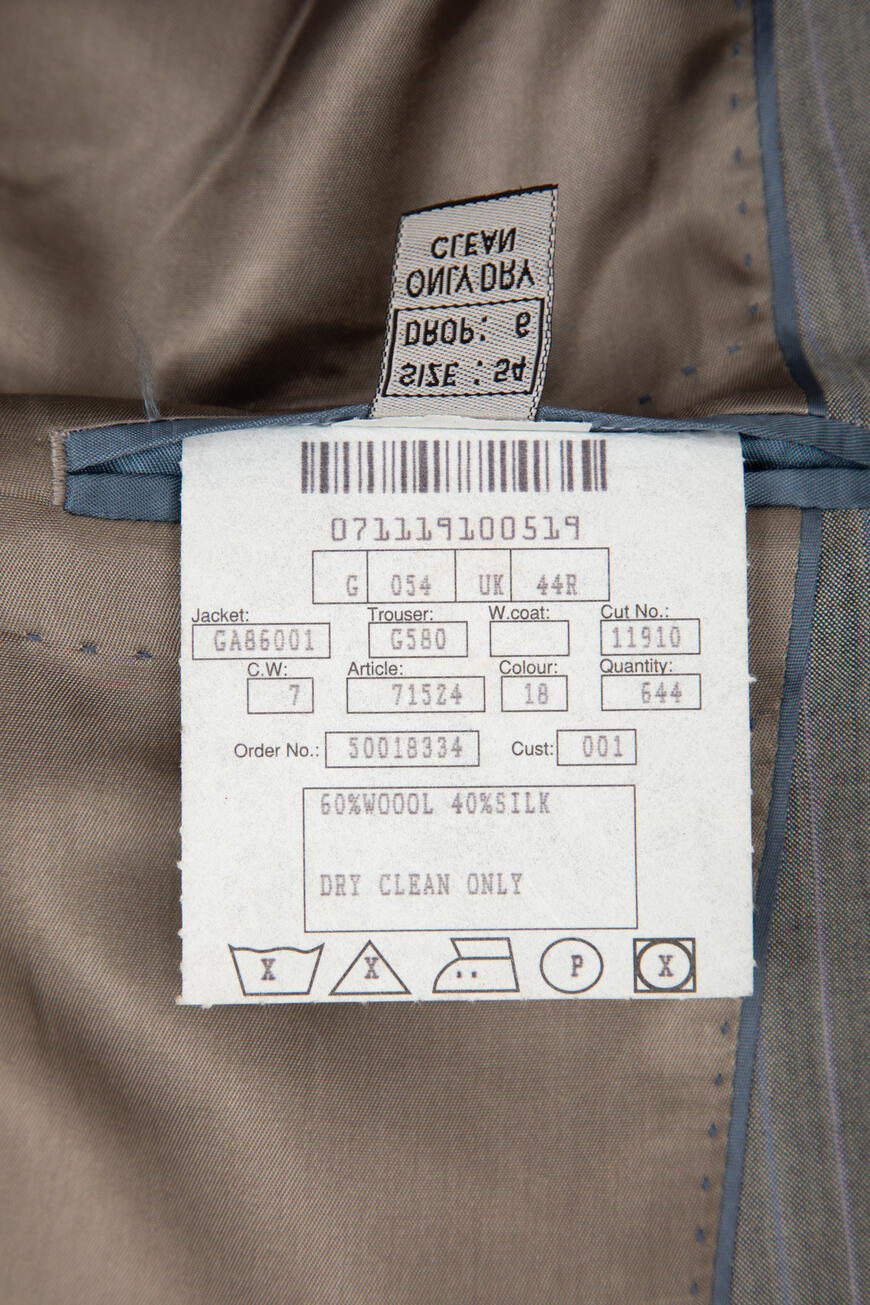 CLEAN
ONLY DRY
DROP: 6
SIZE : 54
071119100519
G 054 UK 44R
Jacket: Trouser: W.coat: Cut No.:
GA86001 G580 11910
C.W: Article: Colour: Quantity:
7 71524 18 644
Order No.: 50018334 Cust: 001
60%WOOOL 40%SILK
DRY CLEAN ONLY
X X P X